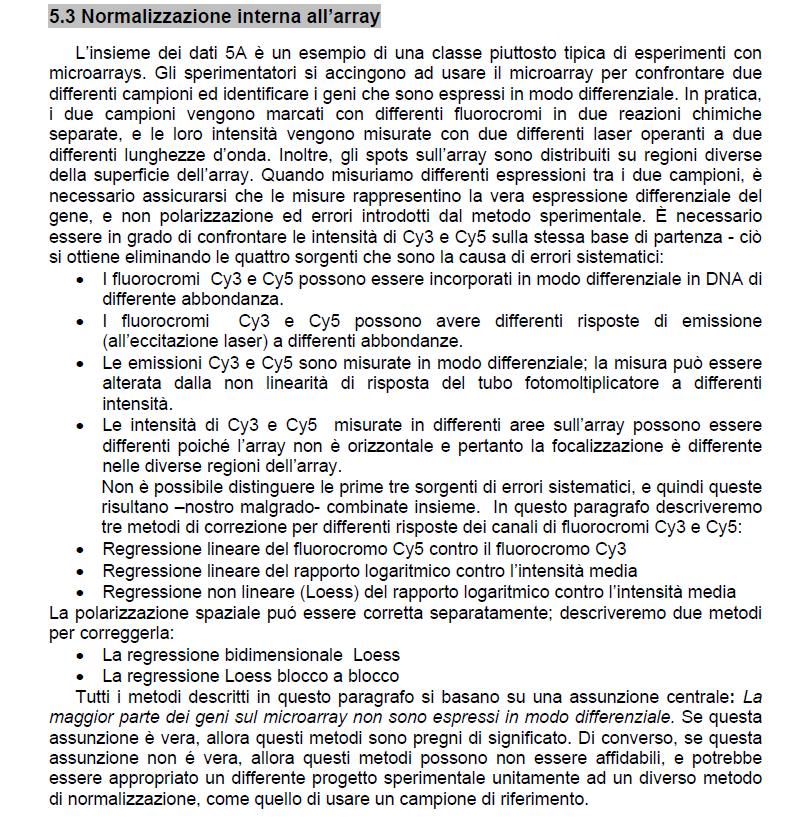 5.3 Normalizzazione interna all’array
L’insieme dei dati 5A è un esempio di una classe piuttosto tipica di esperimenti con
microarrays. Gli sperimentatori si accingono ad usare il microarray per confrontare due
differenti campioni ed identificare i geni che sono espressi in modo differenziale. In pratica,
i due campioni vengono marcati con differenti fluorocromi in due reazioni chimiche
separate, e le loro intensità vengono misurate con due differenti laser operanti a due
differenti lunghezze d’onda. Inoltre, gli spots sull’array sono distribuiti su regioni diverse
della superficie dell’array. Quando misuriamo differenti espressioni tra i due campioni, è
necessario assicurarsi che le misure rappresentino la vera espressione differenziale del
gene, e non polarizzazione ed errori introdotti dal metodo sperimentale. È necessario
essere in grado di confrontare le intensità di Cy3 e Cy5 sulla stessa base di partenza - ciò
si ottiene eliminando le quattro sorgenti che sono la causa di errori sistematici:
• I fluorocromi Cy3 e Cy5 possono essere incorporati in modo differenziale in DNA di
differente abbondanza.
• I fluorocromi Cy3 e Cy5 possono avere differenti risposte di emissione
(all’eccitazione laser) a differenti abbondanze.
• Le emissioni Cy3 e Cy5 sono misurate in modo differenziale; la misura può essere
alterata dalla non linearità di risposta del tubo fotomoltiplicatore a differenti
intensità.
• Le intensità di Cy3 e Cy5 misurate in differenti aree sull’array possono essere
differenti poiché l’array non è orizzontale e pertanto la focalizzazione è differente
nelle diverse regioni dell’array.
Non è possibile distinguere le prime tre sorgenti di errori sistematici, e quindi queste
risultano –nostro malgrado- combinate insieme. In questo paragrafo descriveremo
tre metodi di correzione per differenti risposte dei canali di fluorocromi Cy3 e Cy5:
• Regressione lineare del fluorocromo Cy5 contro il fluorocromo Cy3
• Regressione lineare del rapporto logaritmico contro l’intensità media
• Regressione non lineare (Loess) del rapporto logaritmico contro l’intensità media
La polarizzazione spaziale puó essere corretta separatamente; descriveremo due metodi
per correggerla:
• La regressione bidimensionale Loess
• La regressione Loess blocco a blocco
Tutti i metodi descritti in questo paragrafo si basano su una assunzione centrale: La
maggior parte dei geni sul microarray non sono espressi in modo differenziale. Se questa
assunzione è vera, allora questi metodi sono pregni di significato. Di converso, se questa
assunzione non é vera, allora questi metodi possono non essere affidabili, e potrebbe
essere appropriato un differente progetto sperimentale unitamente ad un diverso metodo
di normalizzazione, come quello di usare un campione di riferimento.